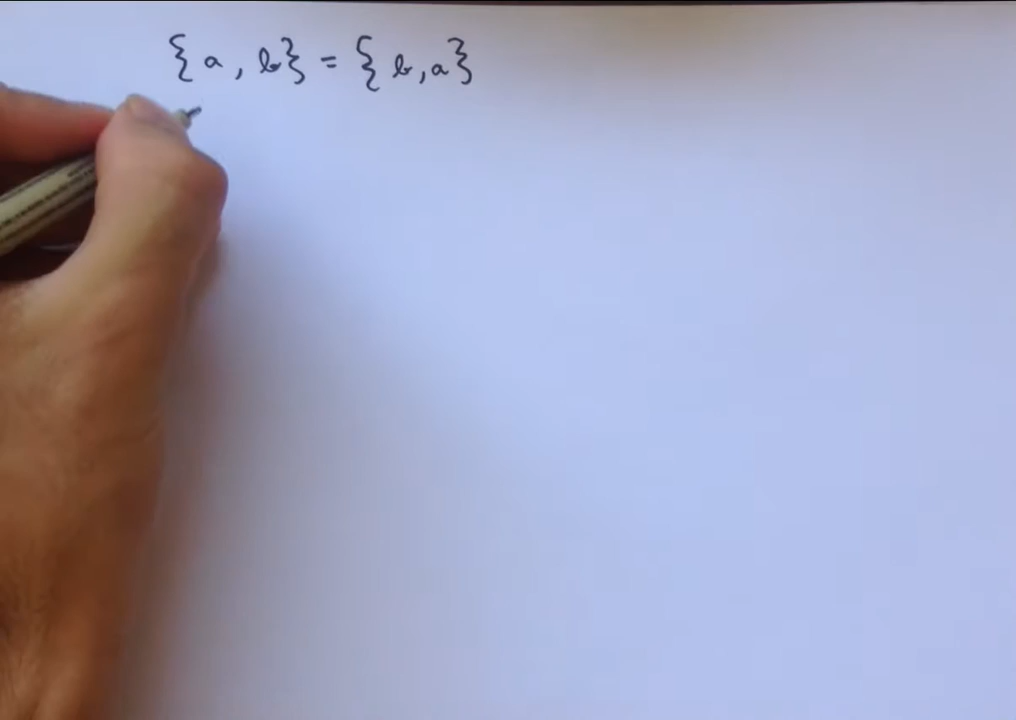 {a, b} = {b, a}